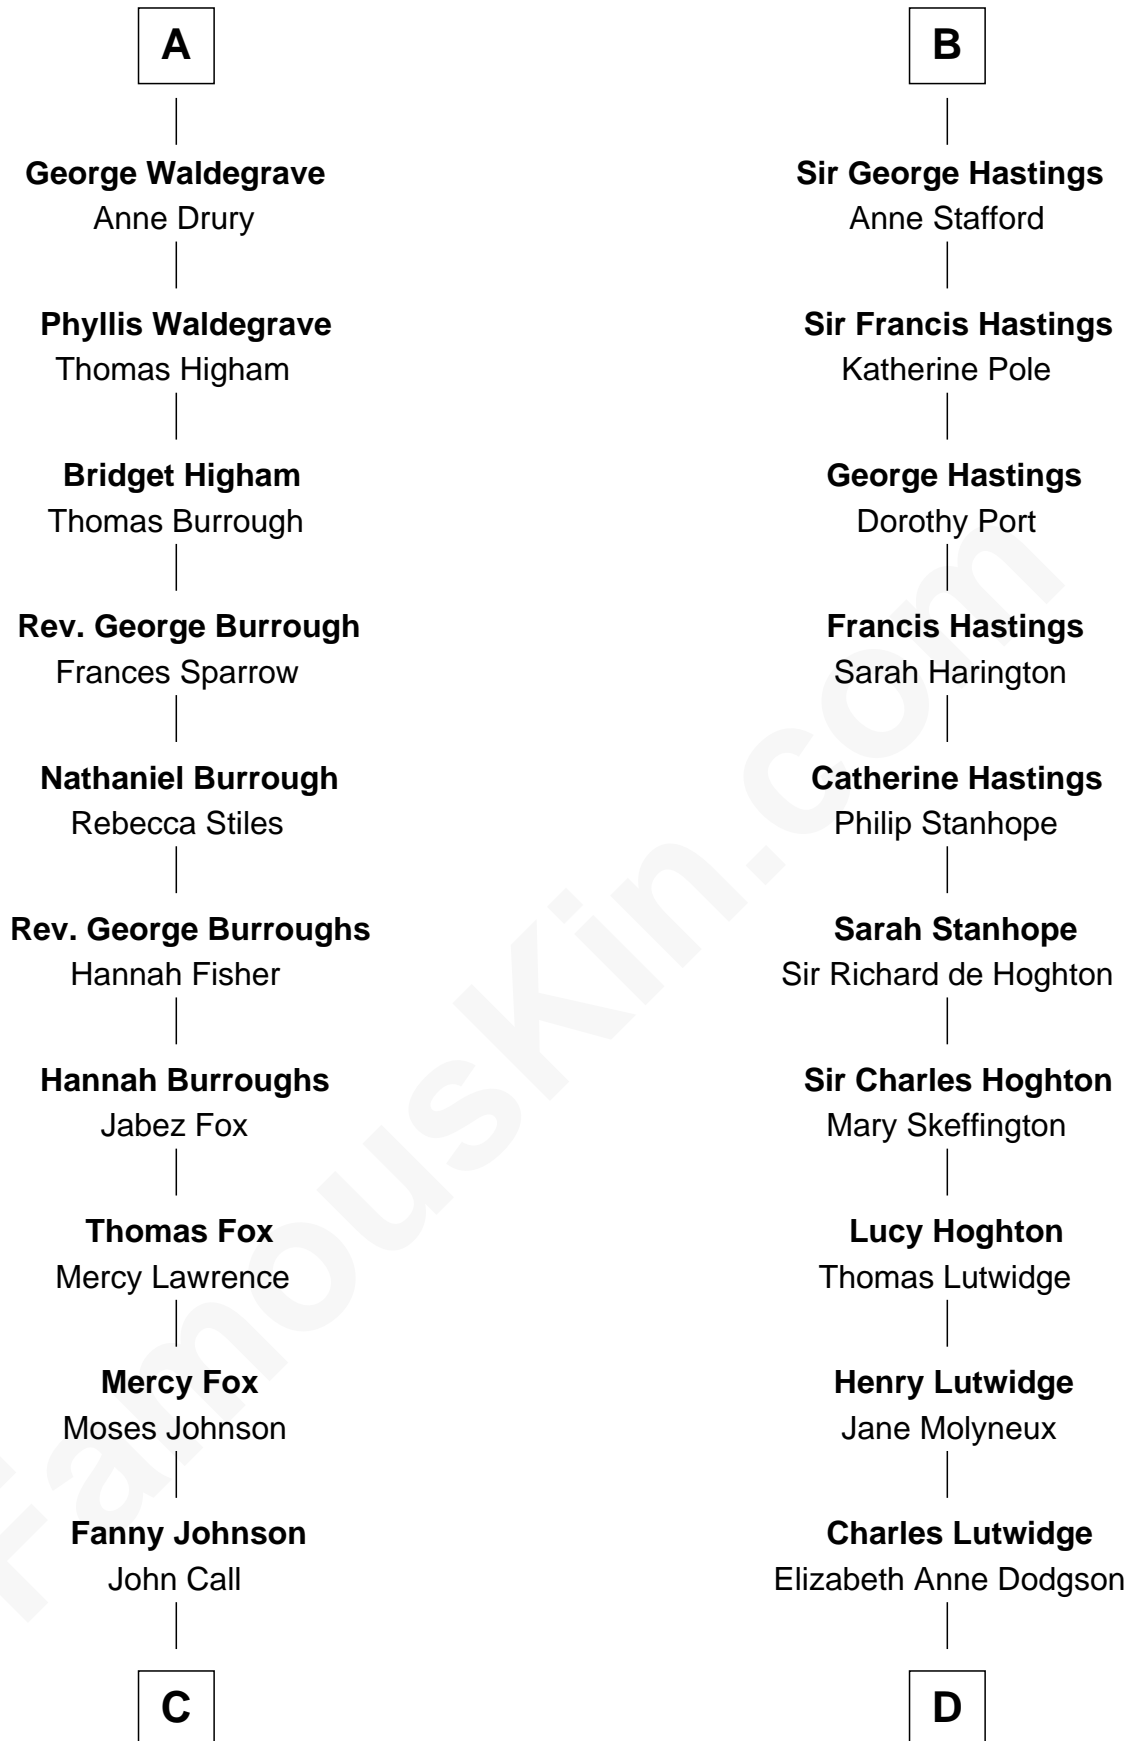 A
George Waldegrave
Anne Drury
Phyllis Waldegrave
Thomas Higham
Bridget Higham
Thomas Burrough
Rev. George Burrough
Frances Sparrow
Nathaniel Burrough
Rebecca Stiles
Rev. George Burroughs
Hannah Fisher
Hannah Burroughs
Jabez Fox
Thomas Fox
Mercy Lawrence
Mercy Fox
Moses Johnson
Fanny Johnson
John Call
C
B
Sir George Hastings
Anne Stafford
Sir Francis Hastings
Katherine Pole
George Hastings
Dorothy Port
Francis Hastings
Sarah Harington
Catherine Hastings
Philip Stanhope
Sarah Stanhope
Sir Richard de Hoghton
Sir Charles Hoghton
Mary Skeffington
Lucy Hoghton
Thomas Lutwidge
Henry Lutwidge
Jane Molyneux
Charles Lutwidge
Elizabeth Anne Dodgson
D
FamousKin.com